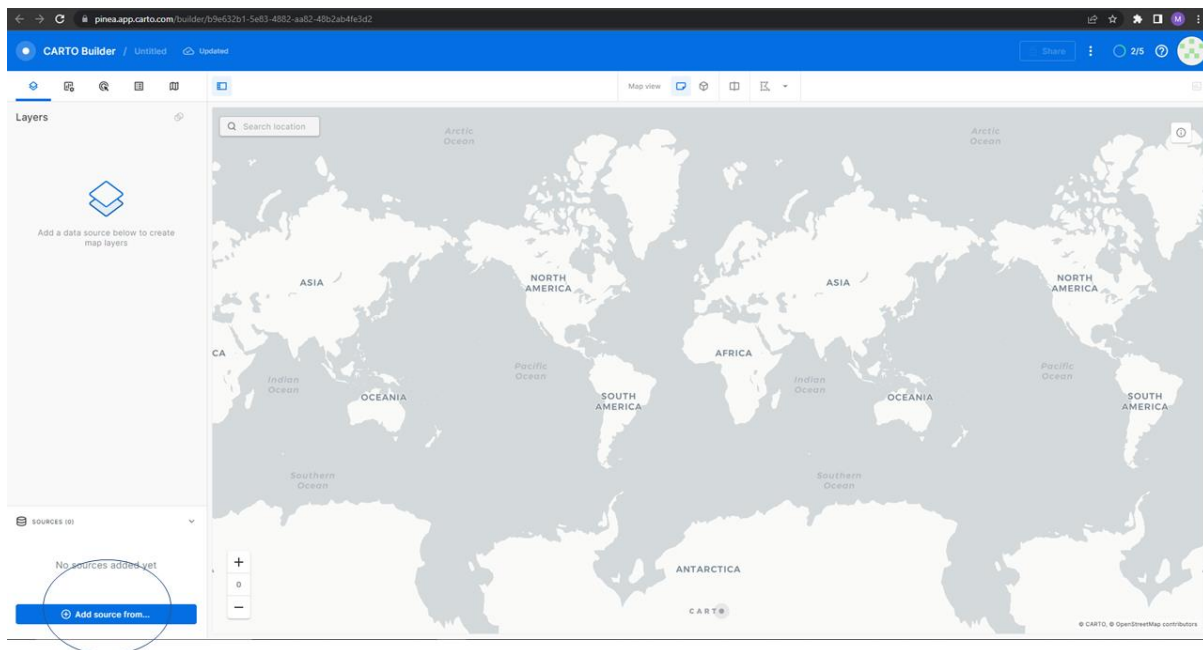 pinea.app.carto.com/builder/b9e632b1-5e83-4882-aa82-48b2ab4fe3d2
M
CARTO Builder / Untitled Updated
Share 2/5
Map view
Layers
Search location
Arctic
Ocean
Arctic
Ocean
Add a data source below to create
map layers
ASIA
NORTH
AMERICA
ASIA
NORTH
AMERICA
CA
AFRICA
Pacific
Ocean
Pacific
Ocean
Indian
Ocean
Indian
Ocean
OCEANIA
SOUTH
AMERICA
OCEANIA
SOUTH
AMERICA
Southern
Ocean
Southern
Ocean
SOURCES (0)
No sources added yet
+
0
−
ANTARCTICA
Add source from...
CARTO
© CARTO, © OpenStreetMap contributors